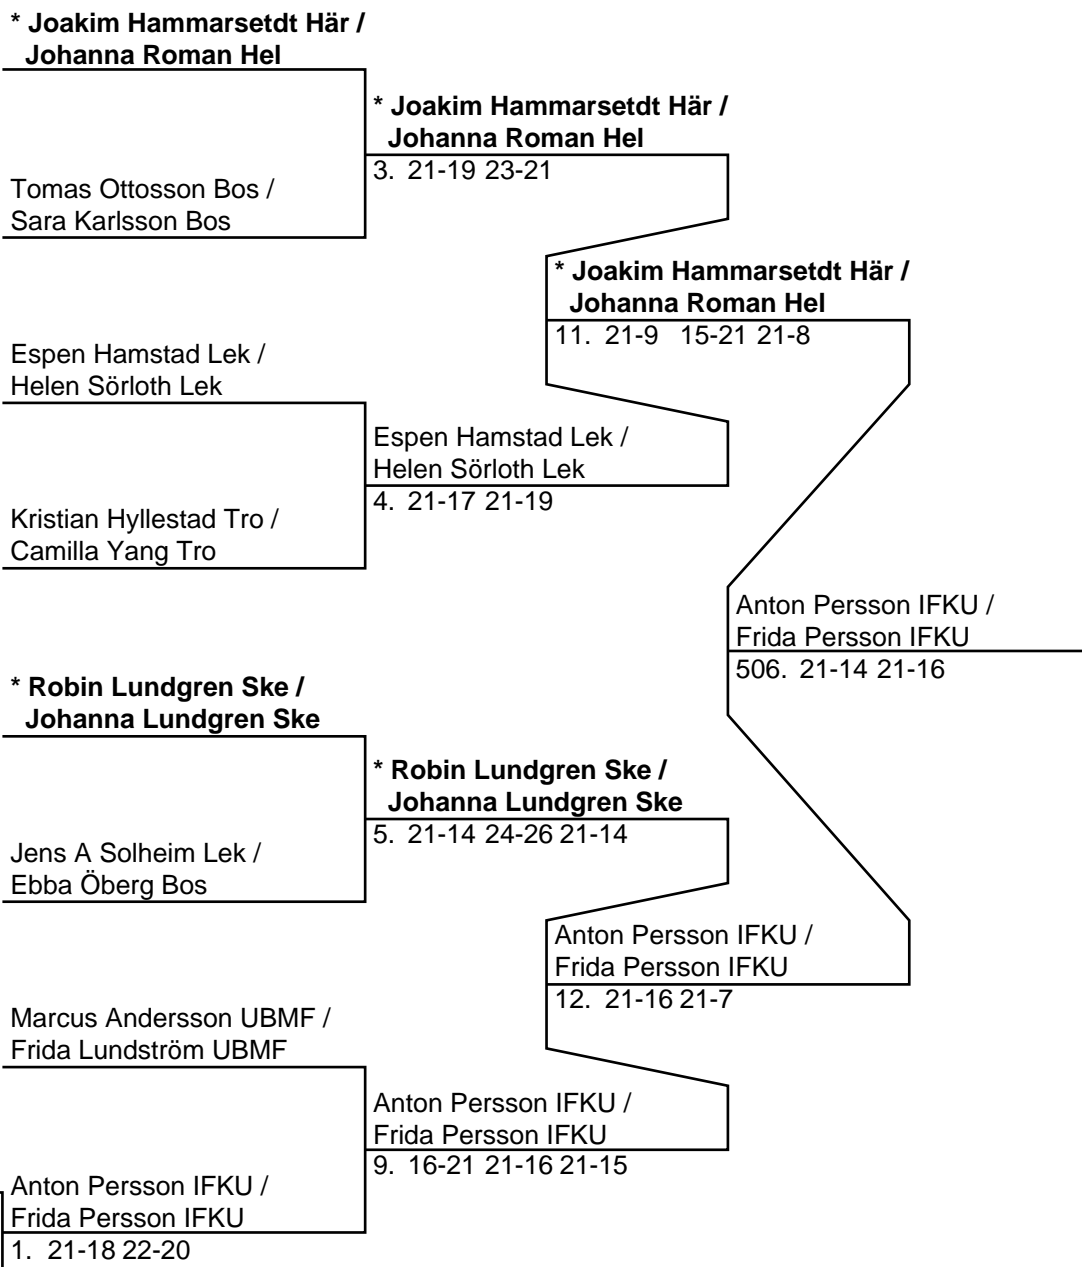 * Joakim Hammarsetdt Här /
Johanna Roman Hel
* Joakim Hammarsetdt Här /
Johanna Roman Hel
3. 21-19 23-21
Tomas Ottosson Bos /
Sara Karlsson Bos
* Joakim Hammarsetdt Här /
Johanna Roman Hel
11. 21-9 15-21 21-8
Espen Hamstad Lek /
Helen Sörloth Lek
Espen Hamstad Lek /
Helen Sörloth Lek
4. 21-17 21-19
Kristian Hyllestad Tro /
Camilla Yang Tro
Anton Persson IFKU /
Frida Persson IFKU
506. 21-14 21-16
* Robin Lundgren Ske /
Johanna Lundgren Ske
* Robin Lundgren Ske /
Johanna Lundgren Ske
5. 21-14 24-26 21-14
Jens A Solheim Lek /
Ebba Öberg Bos
Anton Persson IFKU /
Frida Persson IFKU
12. 21-16 21-7
Marcus Andersson UBMF /
Frida Lundström UBMF
Anton Persson IFKU /
Frida Persson IFKU
9. 16-21 21-16 21-15
Anton Persson IFKU /
Frida Persson IFKU
1. 21-18 22-20